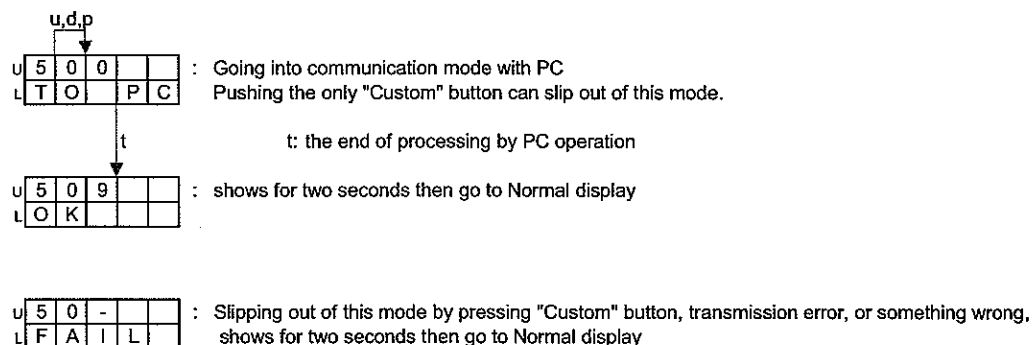 u,d,p
U 5 0 0 : Going into communication mode with PC
L T O P C Pushing the only "Custom" button can slip out of this mode.
t t: the end of processing by PC operation
U 5 0 9 : shows for two seconds then go to Normal display
L O K
U 5 0 - : Slipping out of this mode by pressing "Custom" button, transmission error, or something wrong,
L F A I L shows for two seconds then go to Normal display